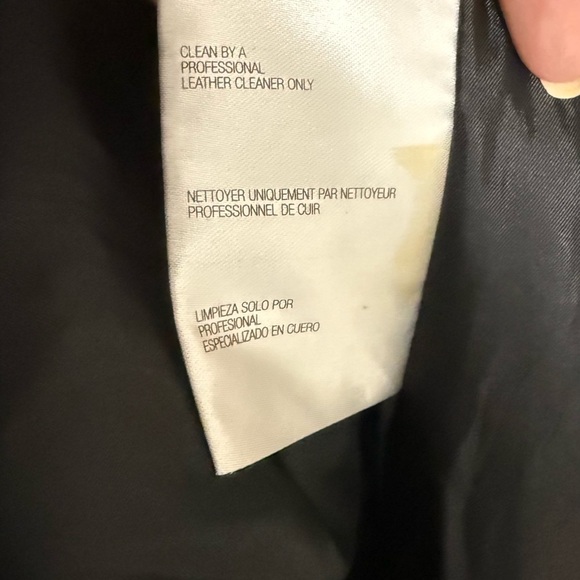 CLEAN BY A
PROFESSIONAL
LEATHER CLEANER ONLY
NETTOYER UNIQUEMENT PAR NETTOYEUR
PROFESSIONNEL DE CUIR
LIMPIEZA SOLO POR
PROFESIONAL
ESPECIALIZADO EN CUERO